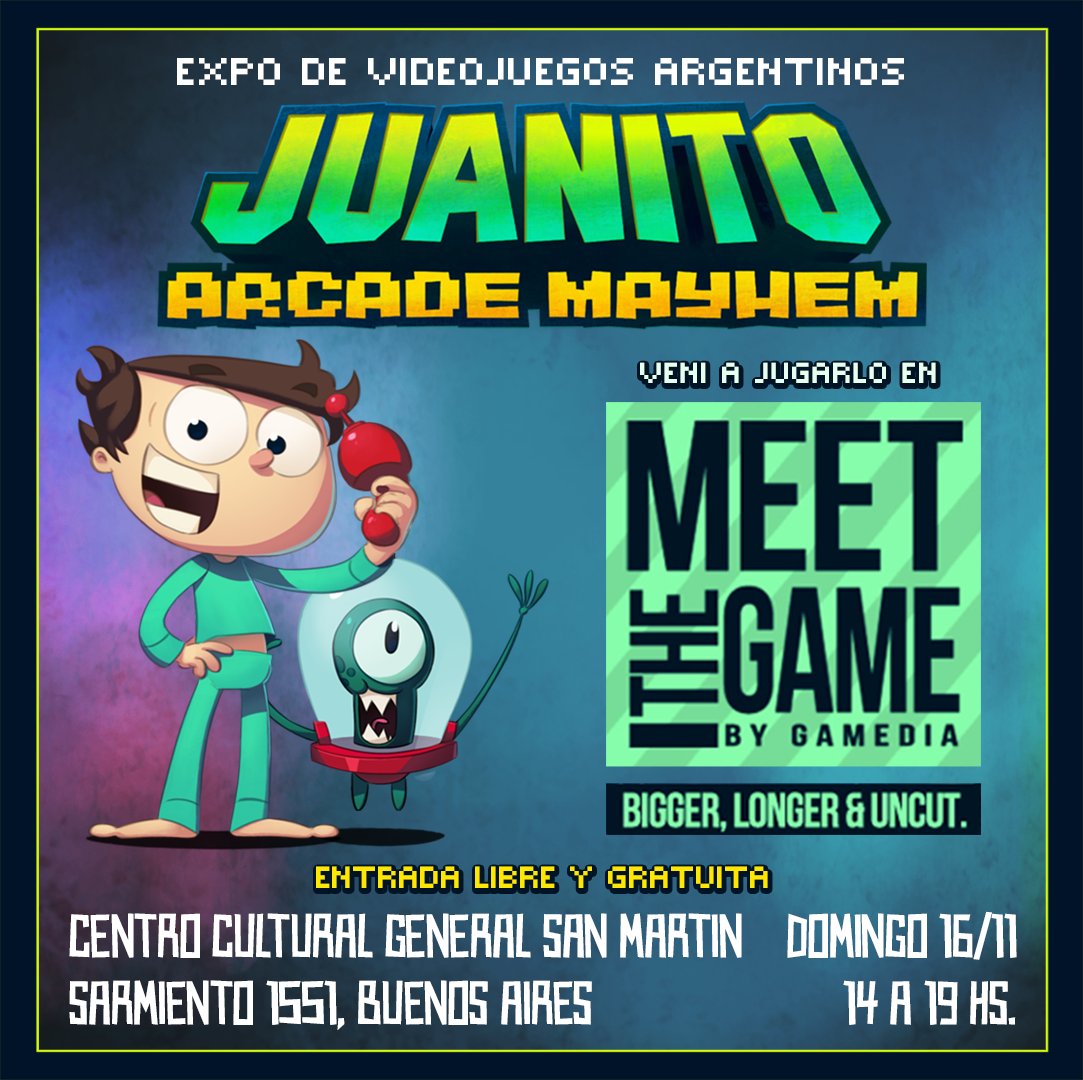 EXPO DE VIDEOJUEGOS ARGENTINOS
JUANITO
ARCADE MAYHEM
VENI A JUGARLO EN
MEET
THE GAME
BY GAMEDIA
BIGGER, LONGER & UNCUT.
ENTRADA LIBRE Y GRATUITA
CENTRO CULTURAL GENERAL SAN MARTIN
SARMIENTO 1551, BUENOS AIRES
DOMINGO 16/11
14 A 19 HS.